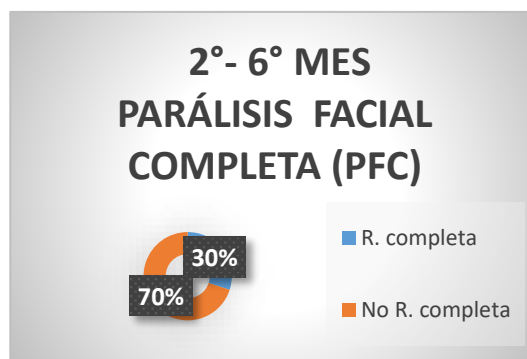 2°- 6° MES
PARÁLISIS FACIAL
COMPLETA (PFC)
30%
70%
R. completa
No R. completa